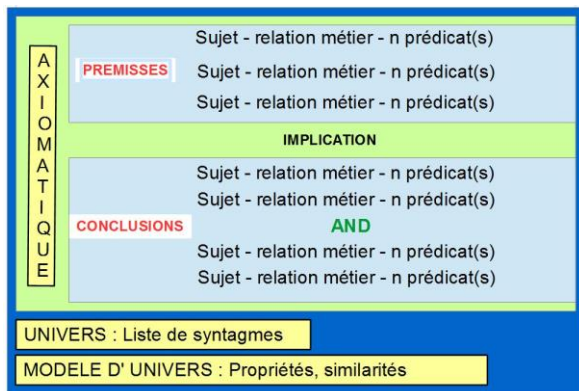 AXIOMATIQUE
Sujet - relation métier - n prédicat(s)
PREMISSES
Sujet - relation métier - n prédicat(s)
Sujet - relation métier - n prédicat(s)
IMPLICATION
Sujet - relation métier - n prédicat(s)
Sujet - relation métier - n prédicat(s)
CONCLUSIONS
AND
Sujet - relation métier - n prédicat(s)
Sujet - relation métier - n prédicat(s)
UNIVERS : Liste de syntagmes
MODELE D' UNIVERS : Propriétés, similarités